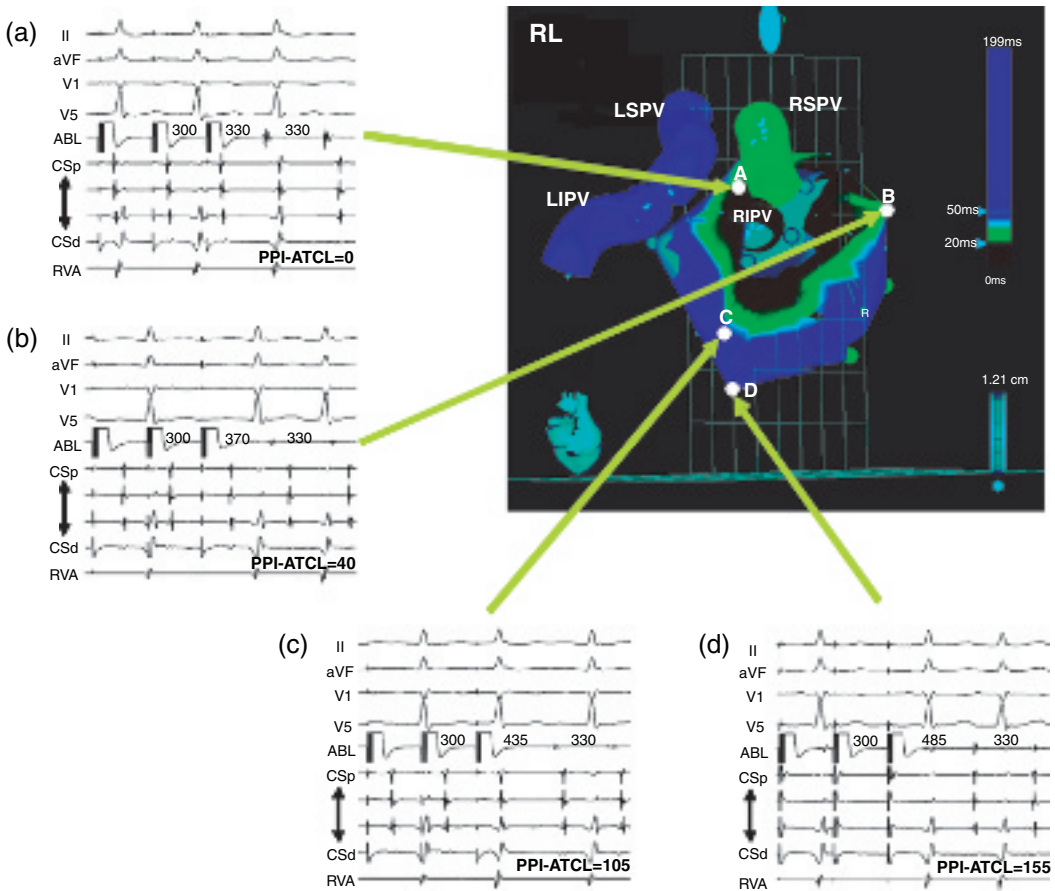 (a)
II
aVF
V1
V5
ABL
300
330
330
CSp
CSd
PPI-ATCL=0
RVA
RL
199ms
LSPV
RSPV
A
B
LIPV
RIPV
50ms
20ms
0ms
C
R
D
1.21 cm
(b)
II
aVF
V1
V5
ABL
300
370
330
CSp
CSd
PPI-ATCL=40
RVA
(c)
II
aVF
V1
V5
ABL
300
435
330
CSp
CSd
PPI-ATCL=105
RVA
(d)
II
aVF
V1
V5
ABL
300
485
330
CSp
CSd
PPI-ATCL=155
RVA